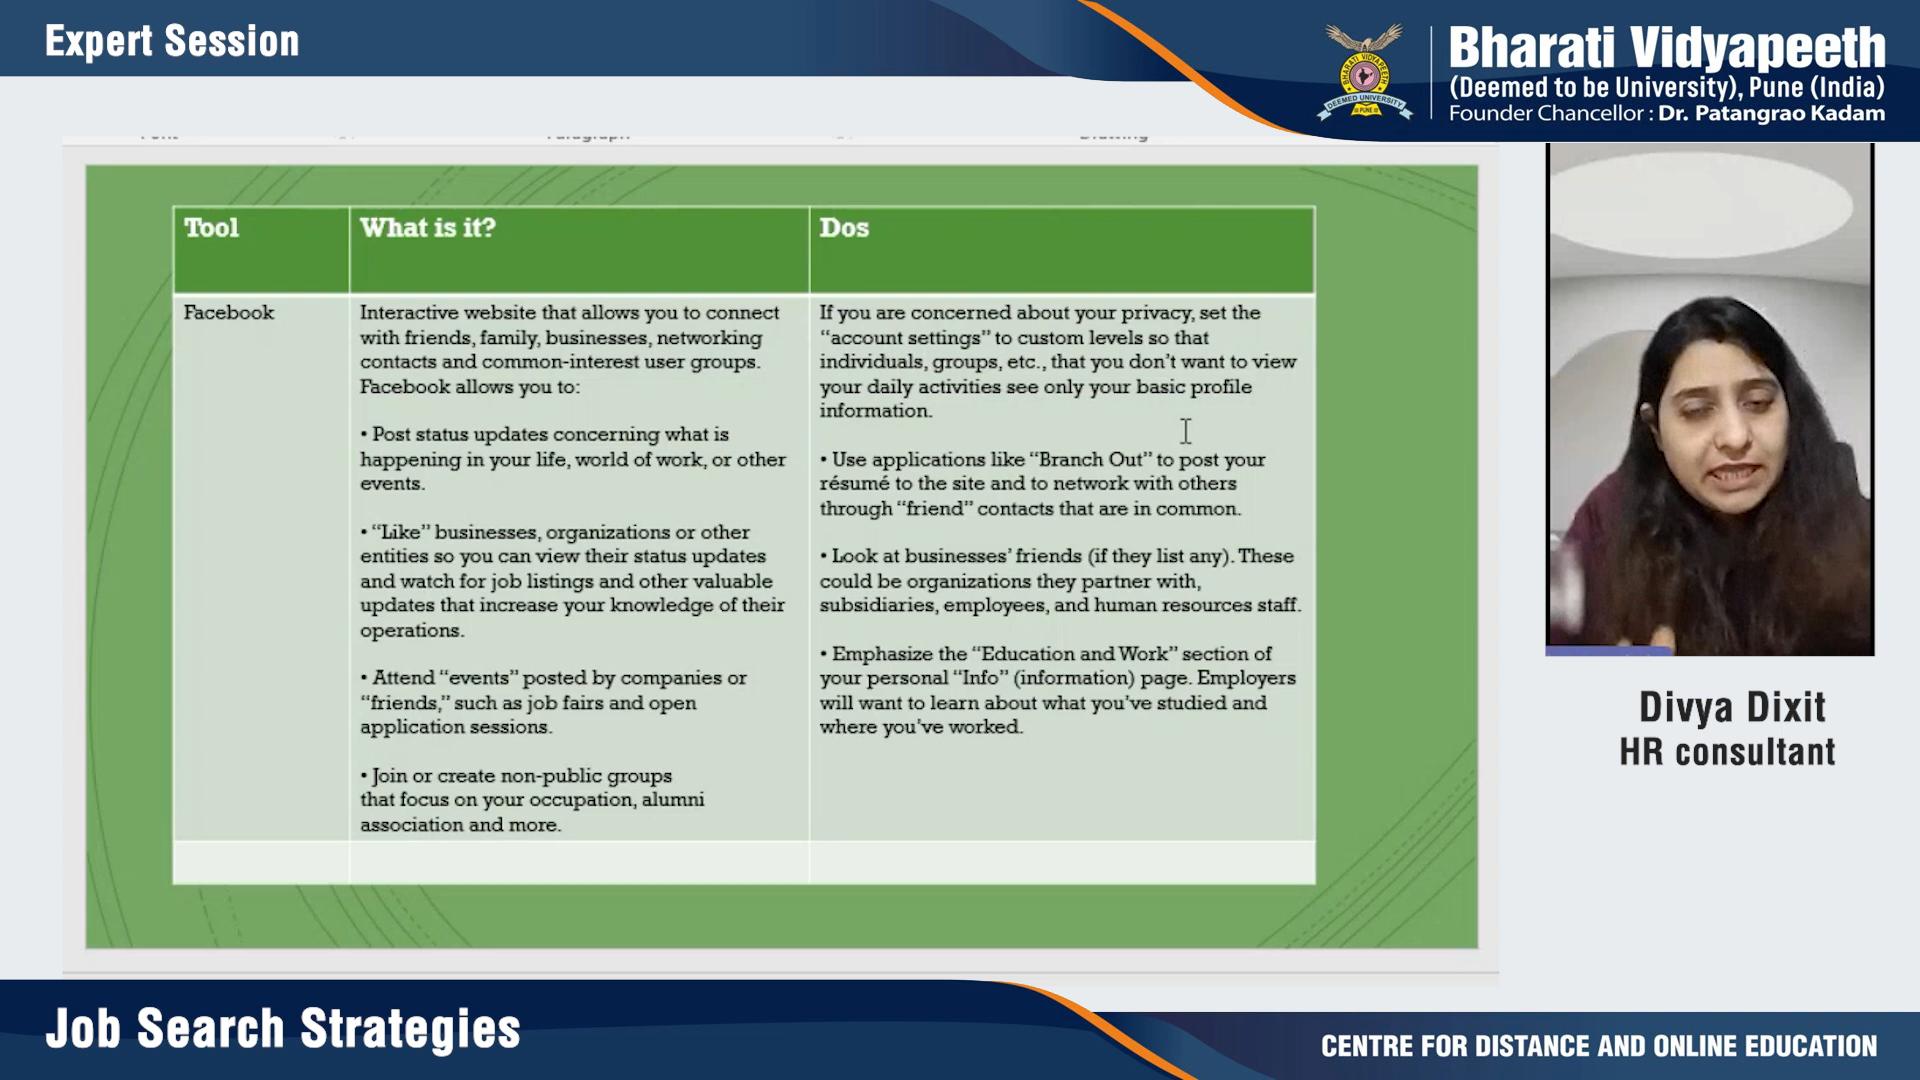 Expert Session
Bharati Vidyapeeth
(Deemed to be University), Pune (India)
Founder Chancellor : Dr. Patangrao Kadam
BHARATI VIDYAPEETH
DEEMED UNIVERSITY
PUNE
Paragraph
Drawing
Tool
What is it?
Dos
Facebook
Interactive website that allows you to connect
with friends, family, businesses, networking
contacts and common-interest user groups.
Facebook allows you to:
• Post status updates concerning what is
happening in your life, world of work, or other
events.
• “Like” businesses, organizations or other
entities so you can view their status updates
and watch for job listings and other valuable
updates that increase your knowledge of their
operations.
• Attend “events” posted by companies or
“friends,” such as job fairs and open
application sessions.
• Join or create non-public groups
that focus on your occupation, alumni
association and more.
If you are concerned about your privacy, set the
“account settings” to custom levels so that
individuals, groups, etc., that you don’t want to view
your daily activities see only your basic profile
information.
• Use applications like “Branch Out” to post your
résumé to the site and to network with others
through “friend” contacts that are in common.
• Look at businesses’ friends (if they list any). These
could be organizations they partner with,
subsidiaries, employees, and human resources staff.
• Emphasize the “Education and Work” section of
your personal “Info” (information) page. Employers
will want to learn about what you’ve studied and
where you’ve worked.
Divya Dixit
HR consultant
Job Search Strategies
CENTRE FOR DISTANCE AND ONLINE EDUCATION